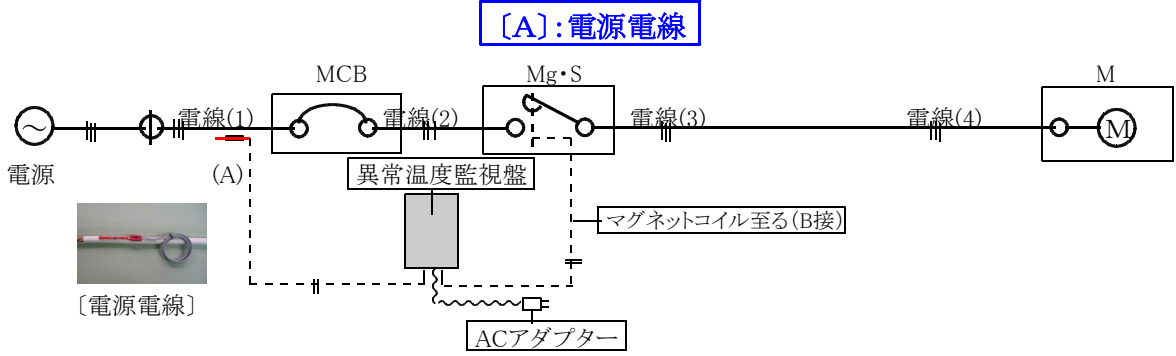 〔A〕：電源電線
MCB
Mg・S
M
電線(1)
電線(2)
電線(3)
電線(4)
M
電源
(A)
異常温度監視盤
マグネットコイル至る(B接)
〔電源電線〕
ACアダプター